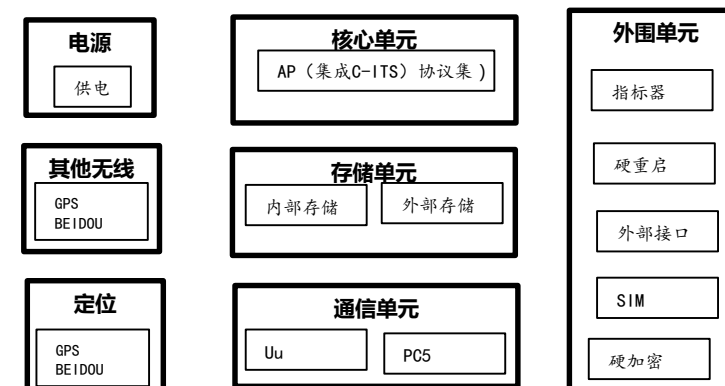 电源
供电
其他无线
GPS
BEIDOU
定位
GPS
BEIDOU
核心单元
AP（集成C-ITS）协议集）
存储单元
内部存储
外部存储
通信单元
Uu
PC5
外围单元
指标器
硬重启
外部接口
SIM
硬加密